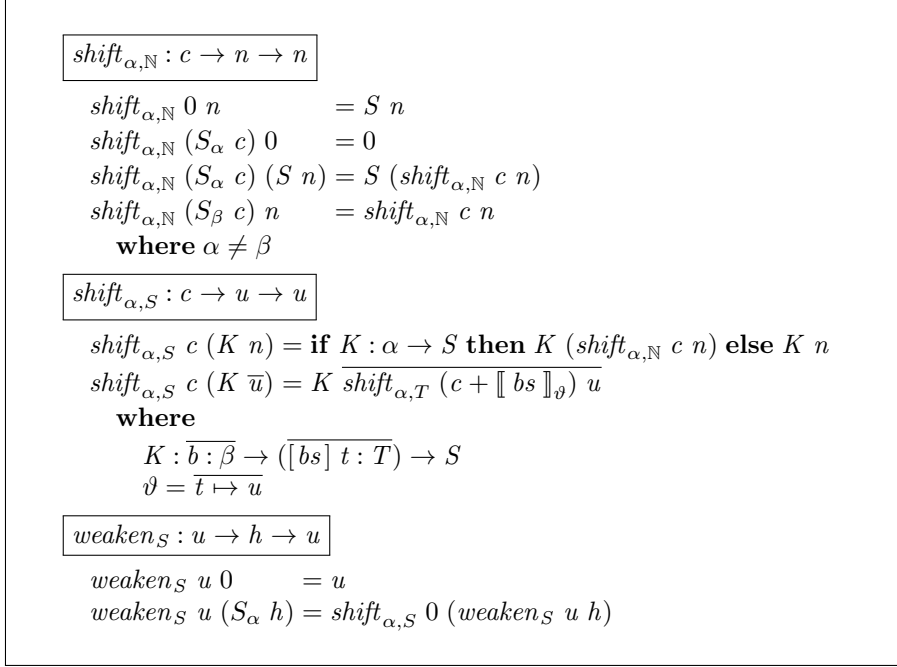 shift_{α,ℕ} : c → n → n
shift_{α,ℕ} 0 n = S n
shift_{α,ℕ} (S_α c) 0 = 0
shift_{α,ℕ} (S_α c) (S n) = S (shift_{α,ℕ} c n)
shift_{α,ℕ} (S_β c) n = shift_{α,ℕ} c n
where α ≠ β
shift_{α,S} : c → u → u
shift_{α,S} c (K n) = if K : α → S then K (shift_{α,ℕ} c n) else K n
shift_{α,S} c (K \overline{u}) = K \overline{shift_{α,T} (c + ⟦ bs ⟧_ϑ) u}
where
K : \overline{b : β} → (\overline{[bs] t : T}) → S
ϑ = \overline{t ↦ u}
weaken_S : u → h → u
weaken_S u 0 = u
weaken_S u (S_α h) = shift_{α,S} 0 (weaken_S u h)